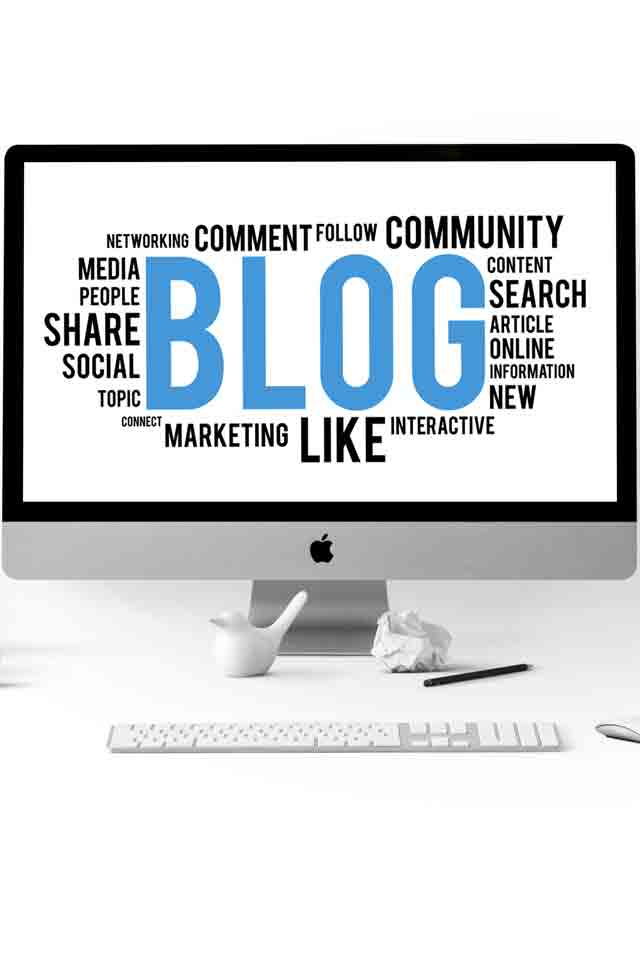 NETWORKING COMMENT FOLLOW COMMUNITY
MEDIA
PEOPLE
SHARE
SOCIAL
TOPIC
BLOG
CONTENT
SEARCH
ARTICLE
ONLINE
INFORMATION
NEW
CONNECT MARKETING LIKE INTERACTIVE